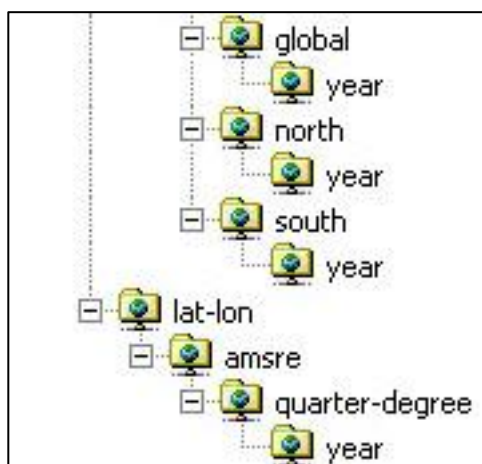 global
year
north
year
south
year
lat-lon
amsre
quarter-degree
year